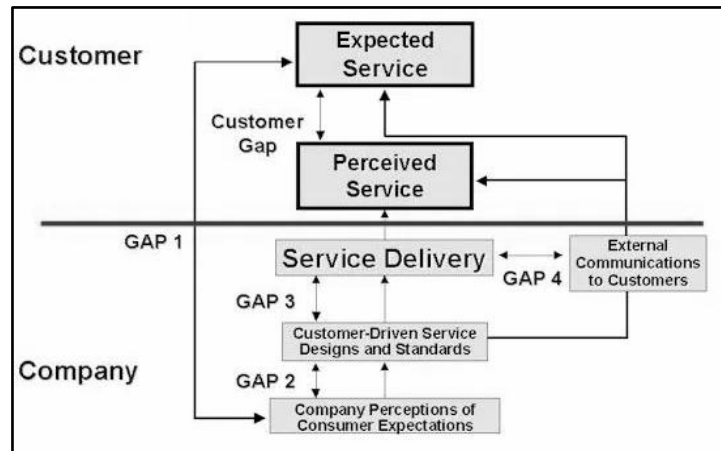 Customer
Expected
Service
Customer
Gap
Perceived
Service
GAP 1
Service Delivery
GAP 4
External
Communications
to Customers
GAP 3
Customer-Driven Service
Designs and Standards
Company
GAP 2
Company Perceptions of
Consumer Expectations